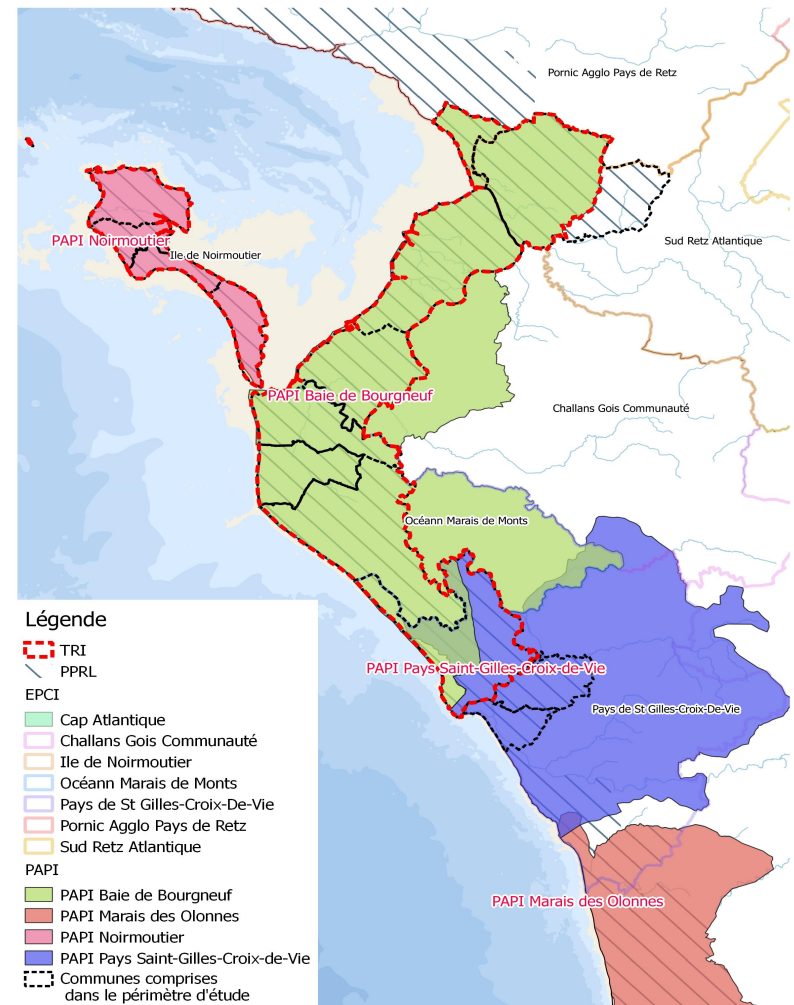 Pornic Agglo Pays de Retz
Sud Retz Atlantique
PAPI Noirmoutier
Ile de Noirmoutier
PAPI Baie de Bourgneuf
Challans Gois Communauté
Océann Marais de Monts
PAPI Pays Saint-Gilles-Croix-de-Vie
Pays de St Gilles-Croix-De-Vie
PAPI Marais des Olonnes
Légende
TRI
PPRL
EPCI
Cap Atlantique
Challans Gois Communauté
Ile de Noirmoutier
Océann Marais de Monts
Pays de St Gilles-Croix-De-Vie
Pornic Agglo Pays de Retz
Sud Retz Atlantique
PAPI
PAPI Baie de Bourgneuf
PAPI Marais des Olonnes
PAPI Noirmoutier
PAPI Pays Saint-Gilles-Croix-de-Vie
Communes comprises
dans le périmètre d'étude